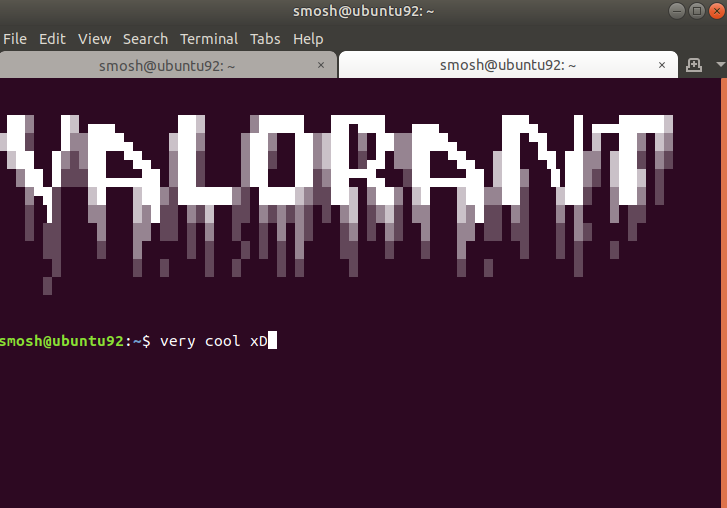 smosh@ubuntu92: ~
File Edit View Search Terminal Tabs Help
smosh@ubuntu92: ~ × smosh@ubuntu92: ~ ×
VALORANT
smosh@ubuntu92:~$ very cool xD